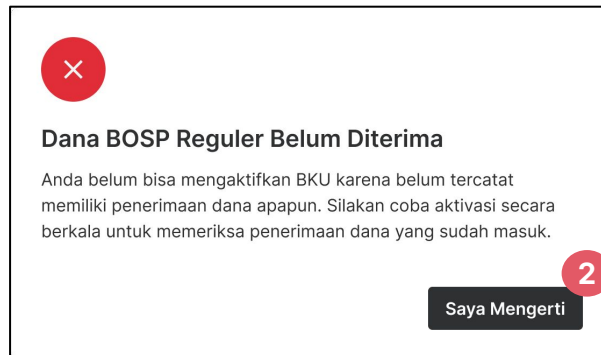 Dana BOSP Reguler Belum Diterima
Anda belum bisa mengaktifkan BKU karena belum tercatat
memiliki penerimaan dana apapun. Silakan coba aktivasi secara
berkala untuk memeriksa penerimaan dana yang sudah masuk.
2
Saya Mengerti